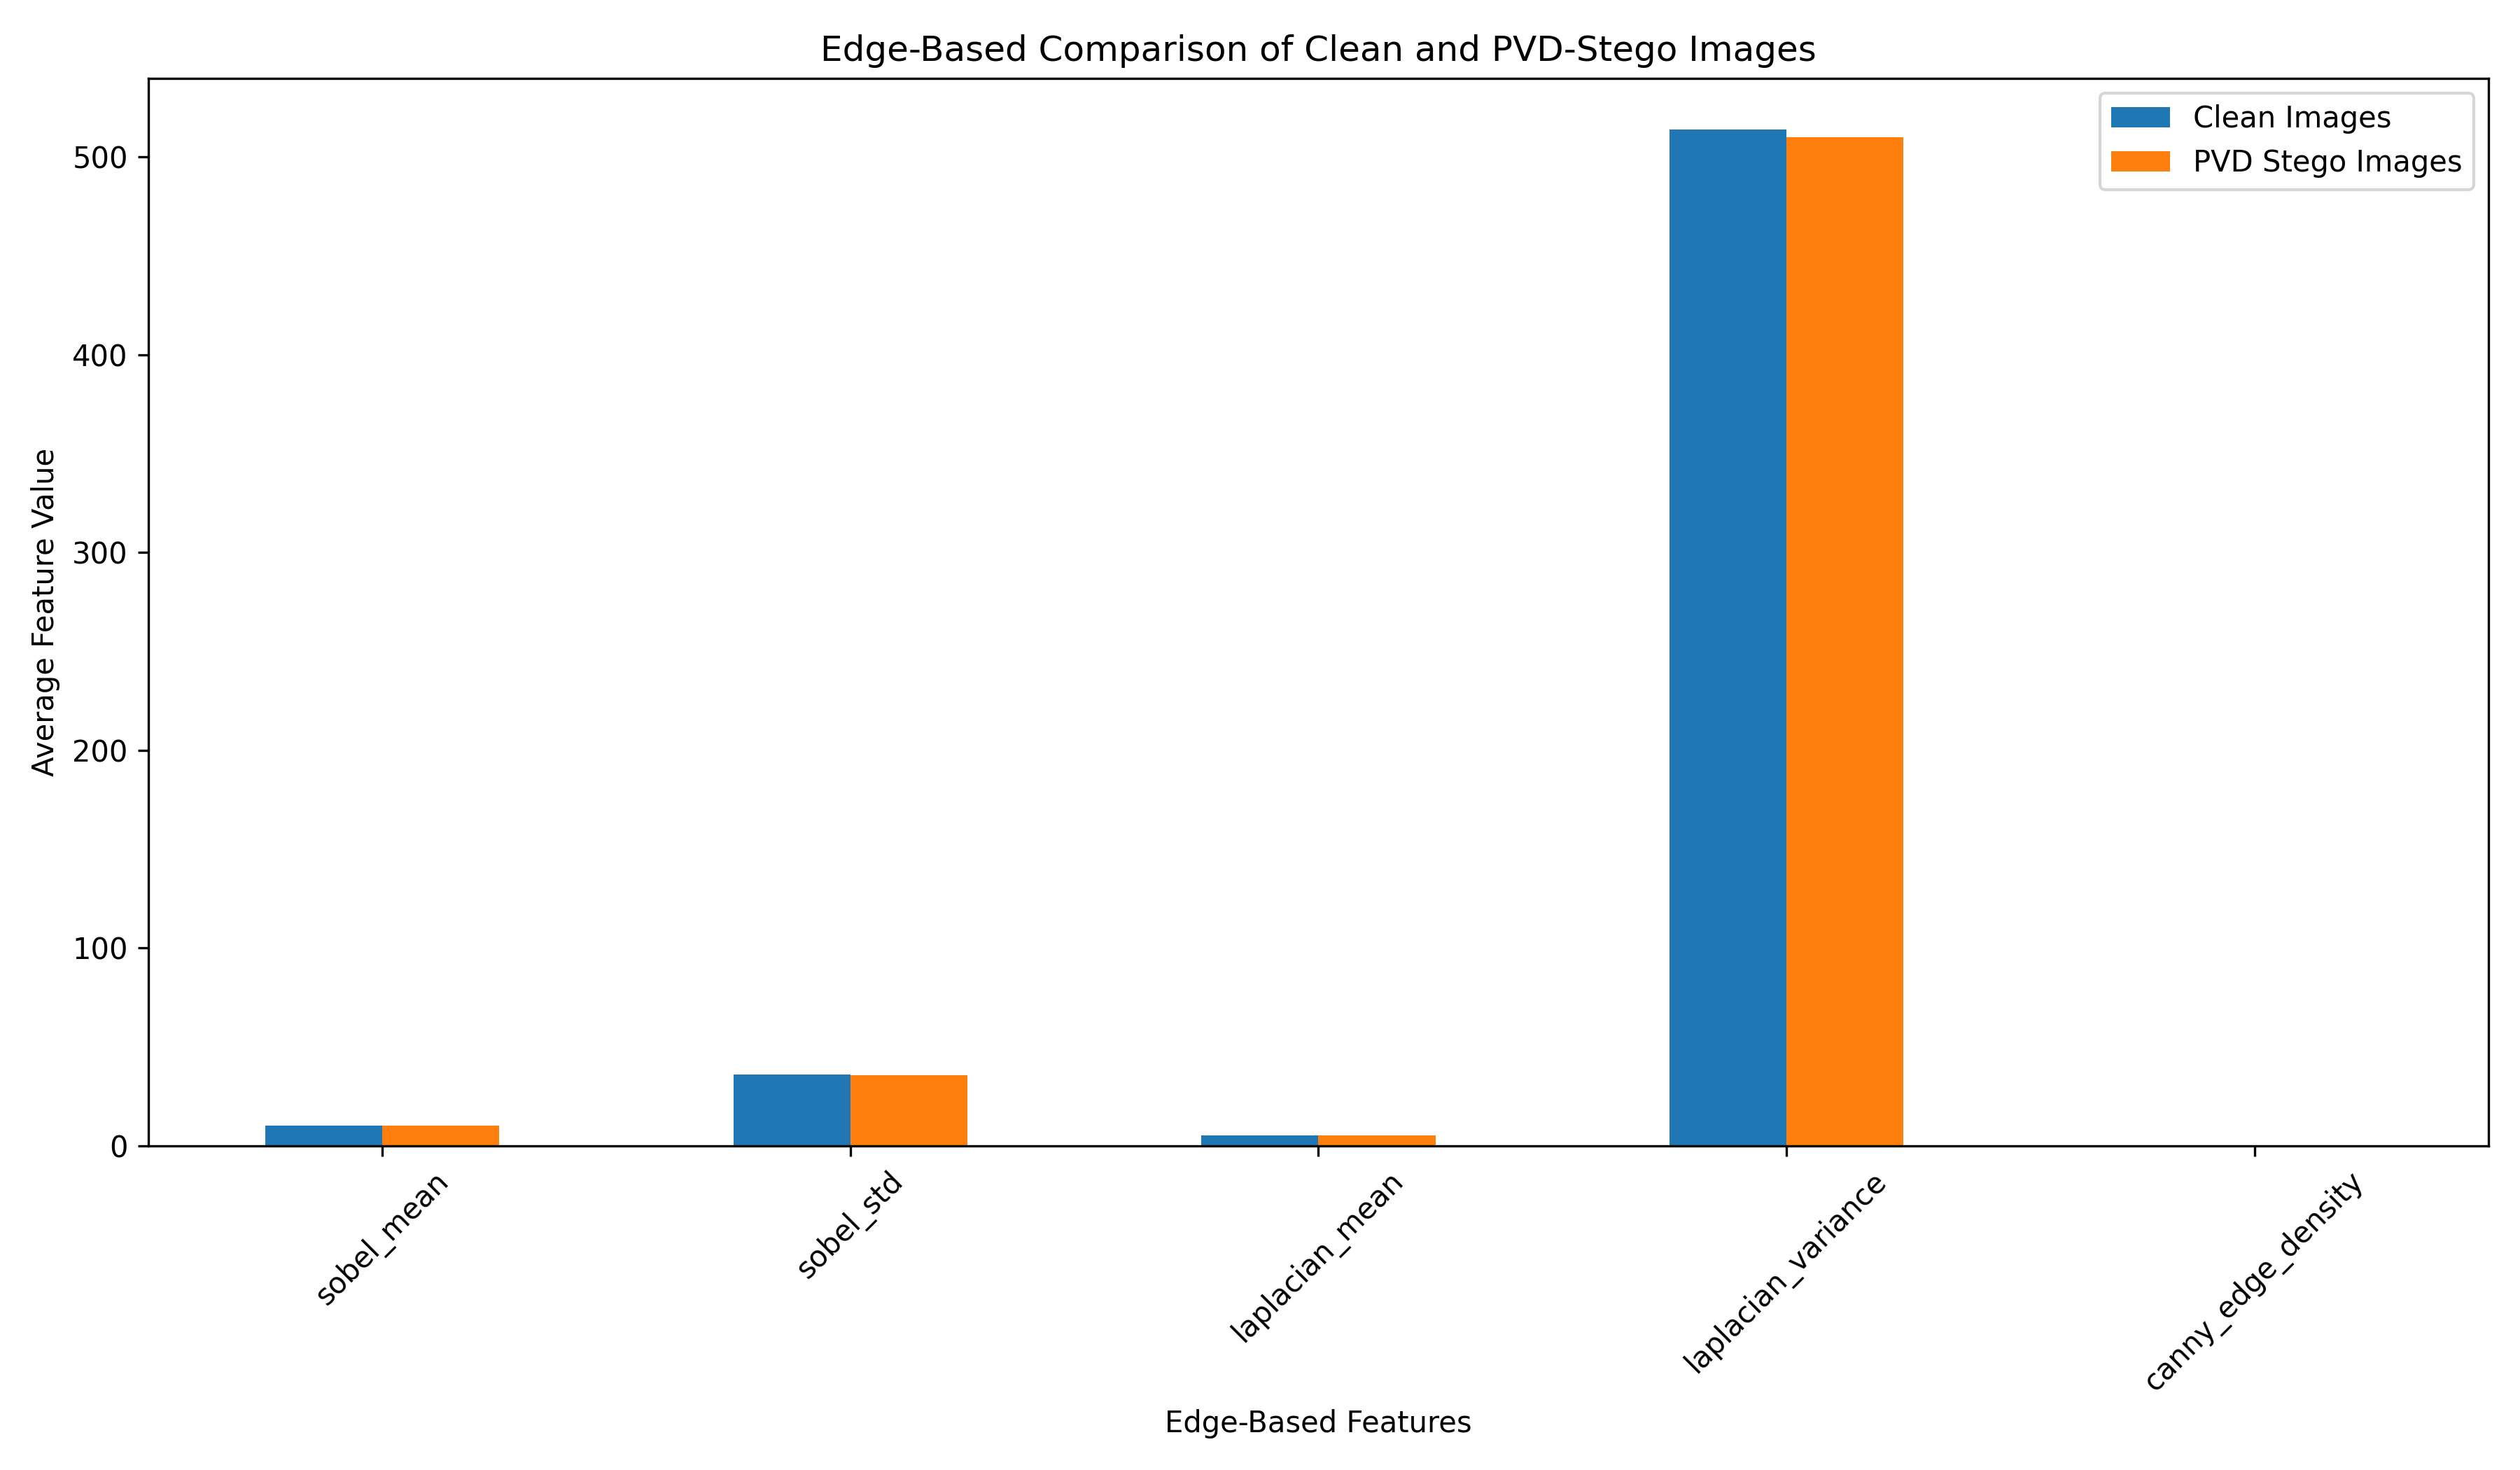 Edge-Based Comparison of Clean and PVD-Stego Images
Clean Images
PVD Stego Images
Average Feature Value
500
400
300
200
100
0
sobel_mean
sobel_std
laplacian_mean
laplacian_variance
canny_edge_density
Edge-Based Features